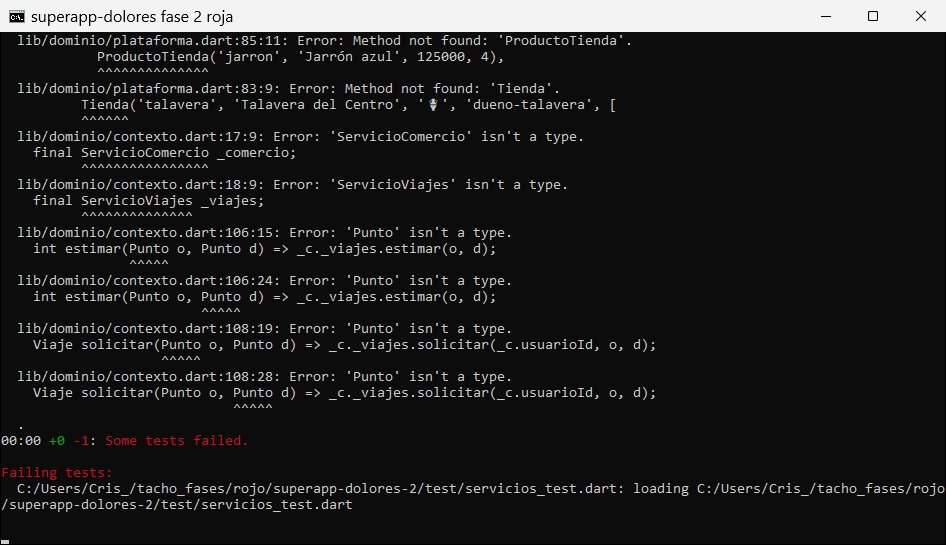 superapp-dolores fase 2 roja
lib/dominio/plataforma.dart:85:11: Error: Method not found: 'ProductoTienda'.
ProductoTienda('jarron', 'Jarrón azul', 125000, 4),
^^^^^^^^^^^^^^
lib/dominio/plataforma.dart:83:9: Error: Method not found: 'Tienda'.
Tienda('talavera', 'Talavera del Centro', '🏺', 'dueno-talavera', [
^^^^^^
lib/dominio/contexto.dart:17:9: Error: 'ServicioComercio' isn't a type.
final ServicioComercio _comercio;
^^^^^^^^^^^^^^^^
lib/dominio/contexto.dart:18:9: Error: 'ServicioViajes' isn't a type.
final ServicioViajes _viajes;
^^^^^^^^^^^^^^
lib/dominio/contexto.dart:106:15: Error: 'Punto' isn't a type.
int estimar(Punto o, Punto d) => _c._viajes.estimar(o, d);
^^^^^
lib/dominio/contexto.dart:106:24: Error: 'Punto' isn't a type.
int estimar(Punto o, Punto d) => _c._viajes.estimar(o, d);
^^^^^
lib/dominio/contexto.dart:108:19: Error: 'Punto' isn't a type.
Viaje solicitar(Punto o, Punto d) => _c._viajes.solicitar(_c.usuarioId, o, d);
^^^^^
lib/dominio/contexto.dart:108:28: Error: 'Punto' isn't a type.
Viaje solicitar(Punto o, Punto d) => _c._viajes.solicitar(_c.usuarioId, o, d);
^^^^^
.
00:00 +0 -1: Some tests failed.
Failing tests:
C:/Users/Cris_/tacho_fases/rojo/superapp-dolores-2/test/servicios_test.dart: loading C:/Users/Cris_/tacho_fases/rojo
/superapp-dolores-2/test/servicios_test.dart